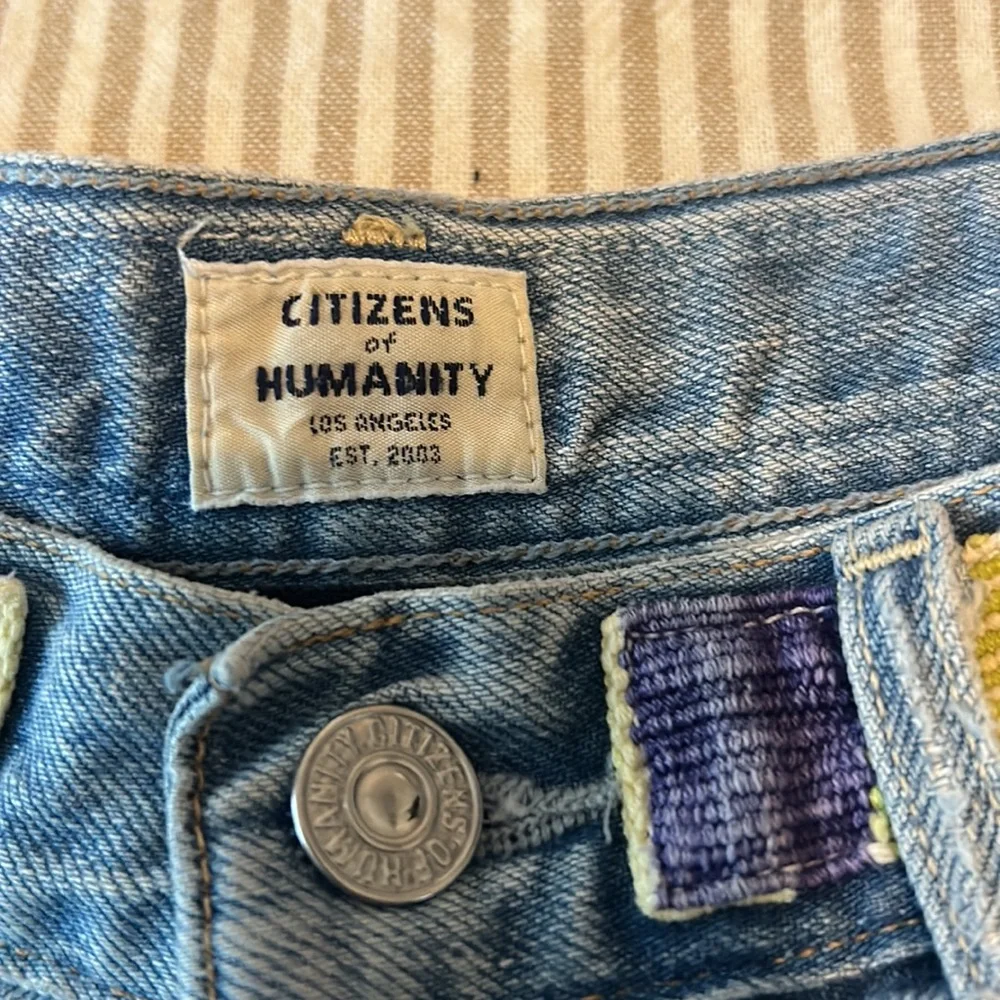 CITIZENS
OF
HUMANITY
LOS ANGELES
EST. 2003
CITIZENS OF HUMANITY